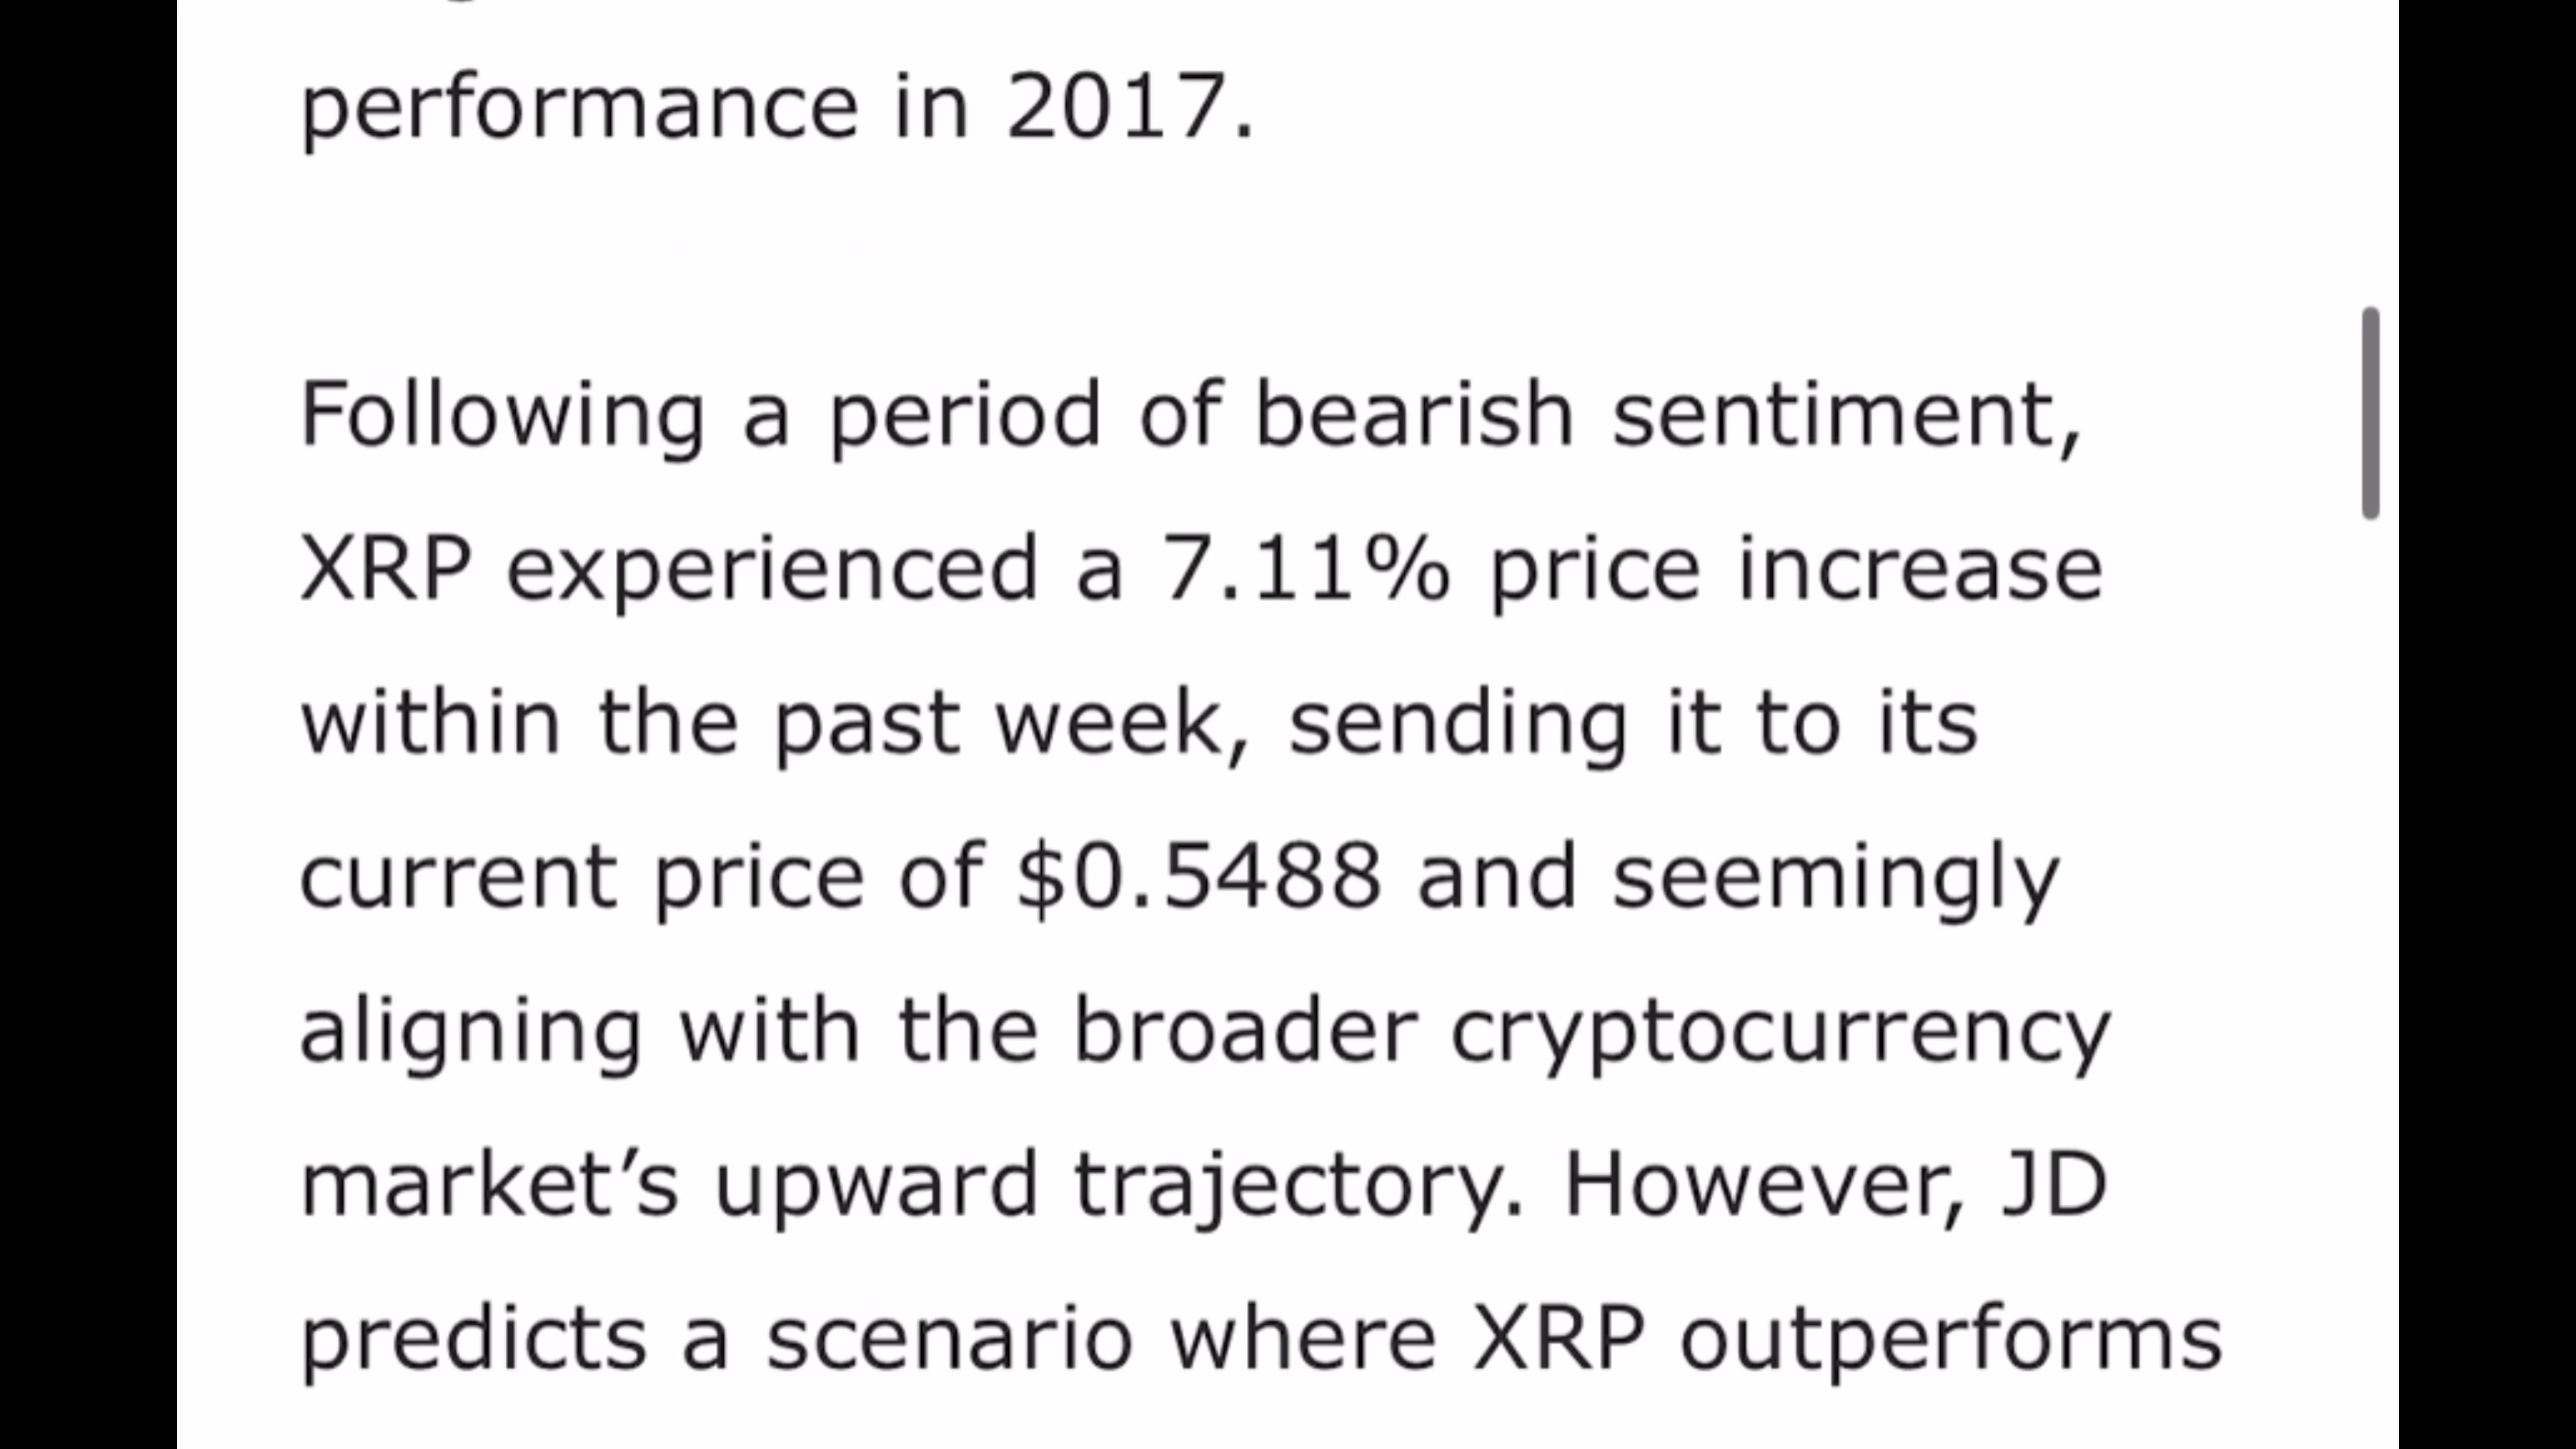 performance in 2017.
Following a period of bearish sentiment,
XRP experienced a 7.11% price increase
within the past week, sending it to its
current price of $0.5488 and seemingly
aligning with the broader cryptocurrency
market’s upward trajectory. However, JD
predicts a scenario where XRP outperforms